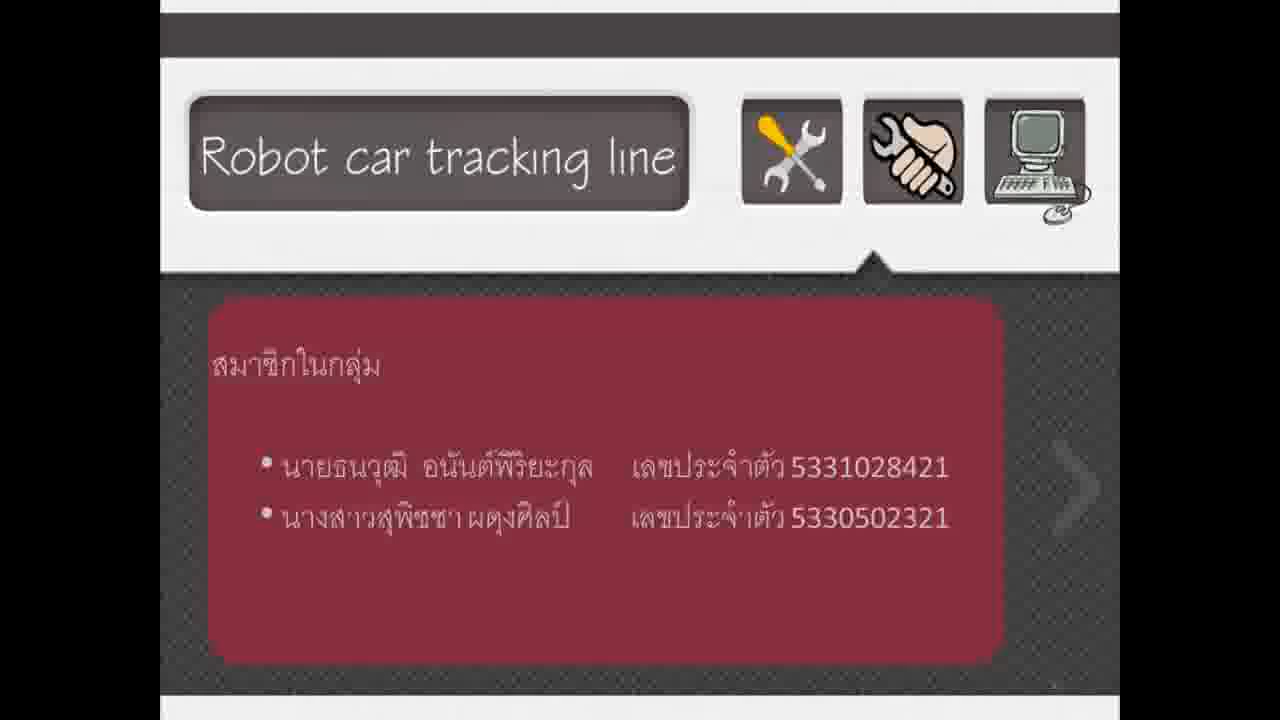 Robot car tracking line
สมาชิกในกลุ่ม
• นายธนวุฒิ อนันต์พิริยะกุล เลขประจำตัว 5331028421
• นางสาวสุพิชชา ผดุงศิลป์ เลขประจำตัว 5330502321